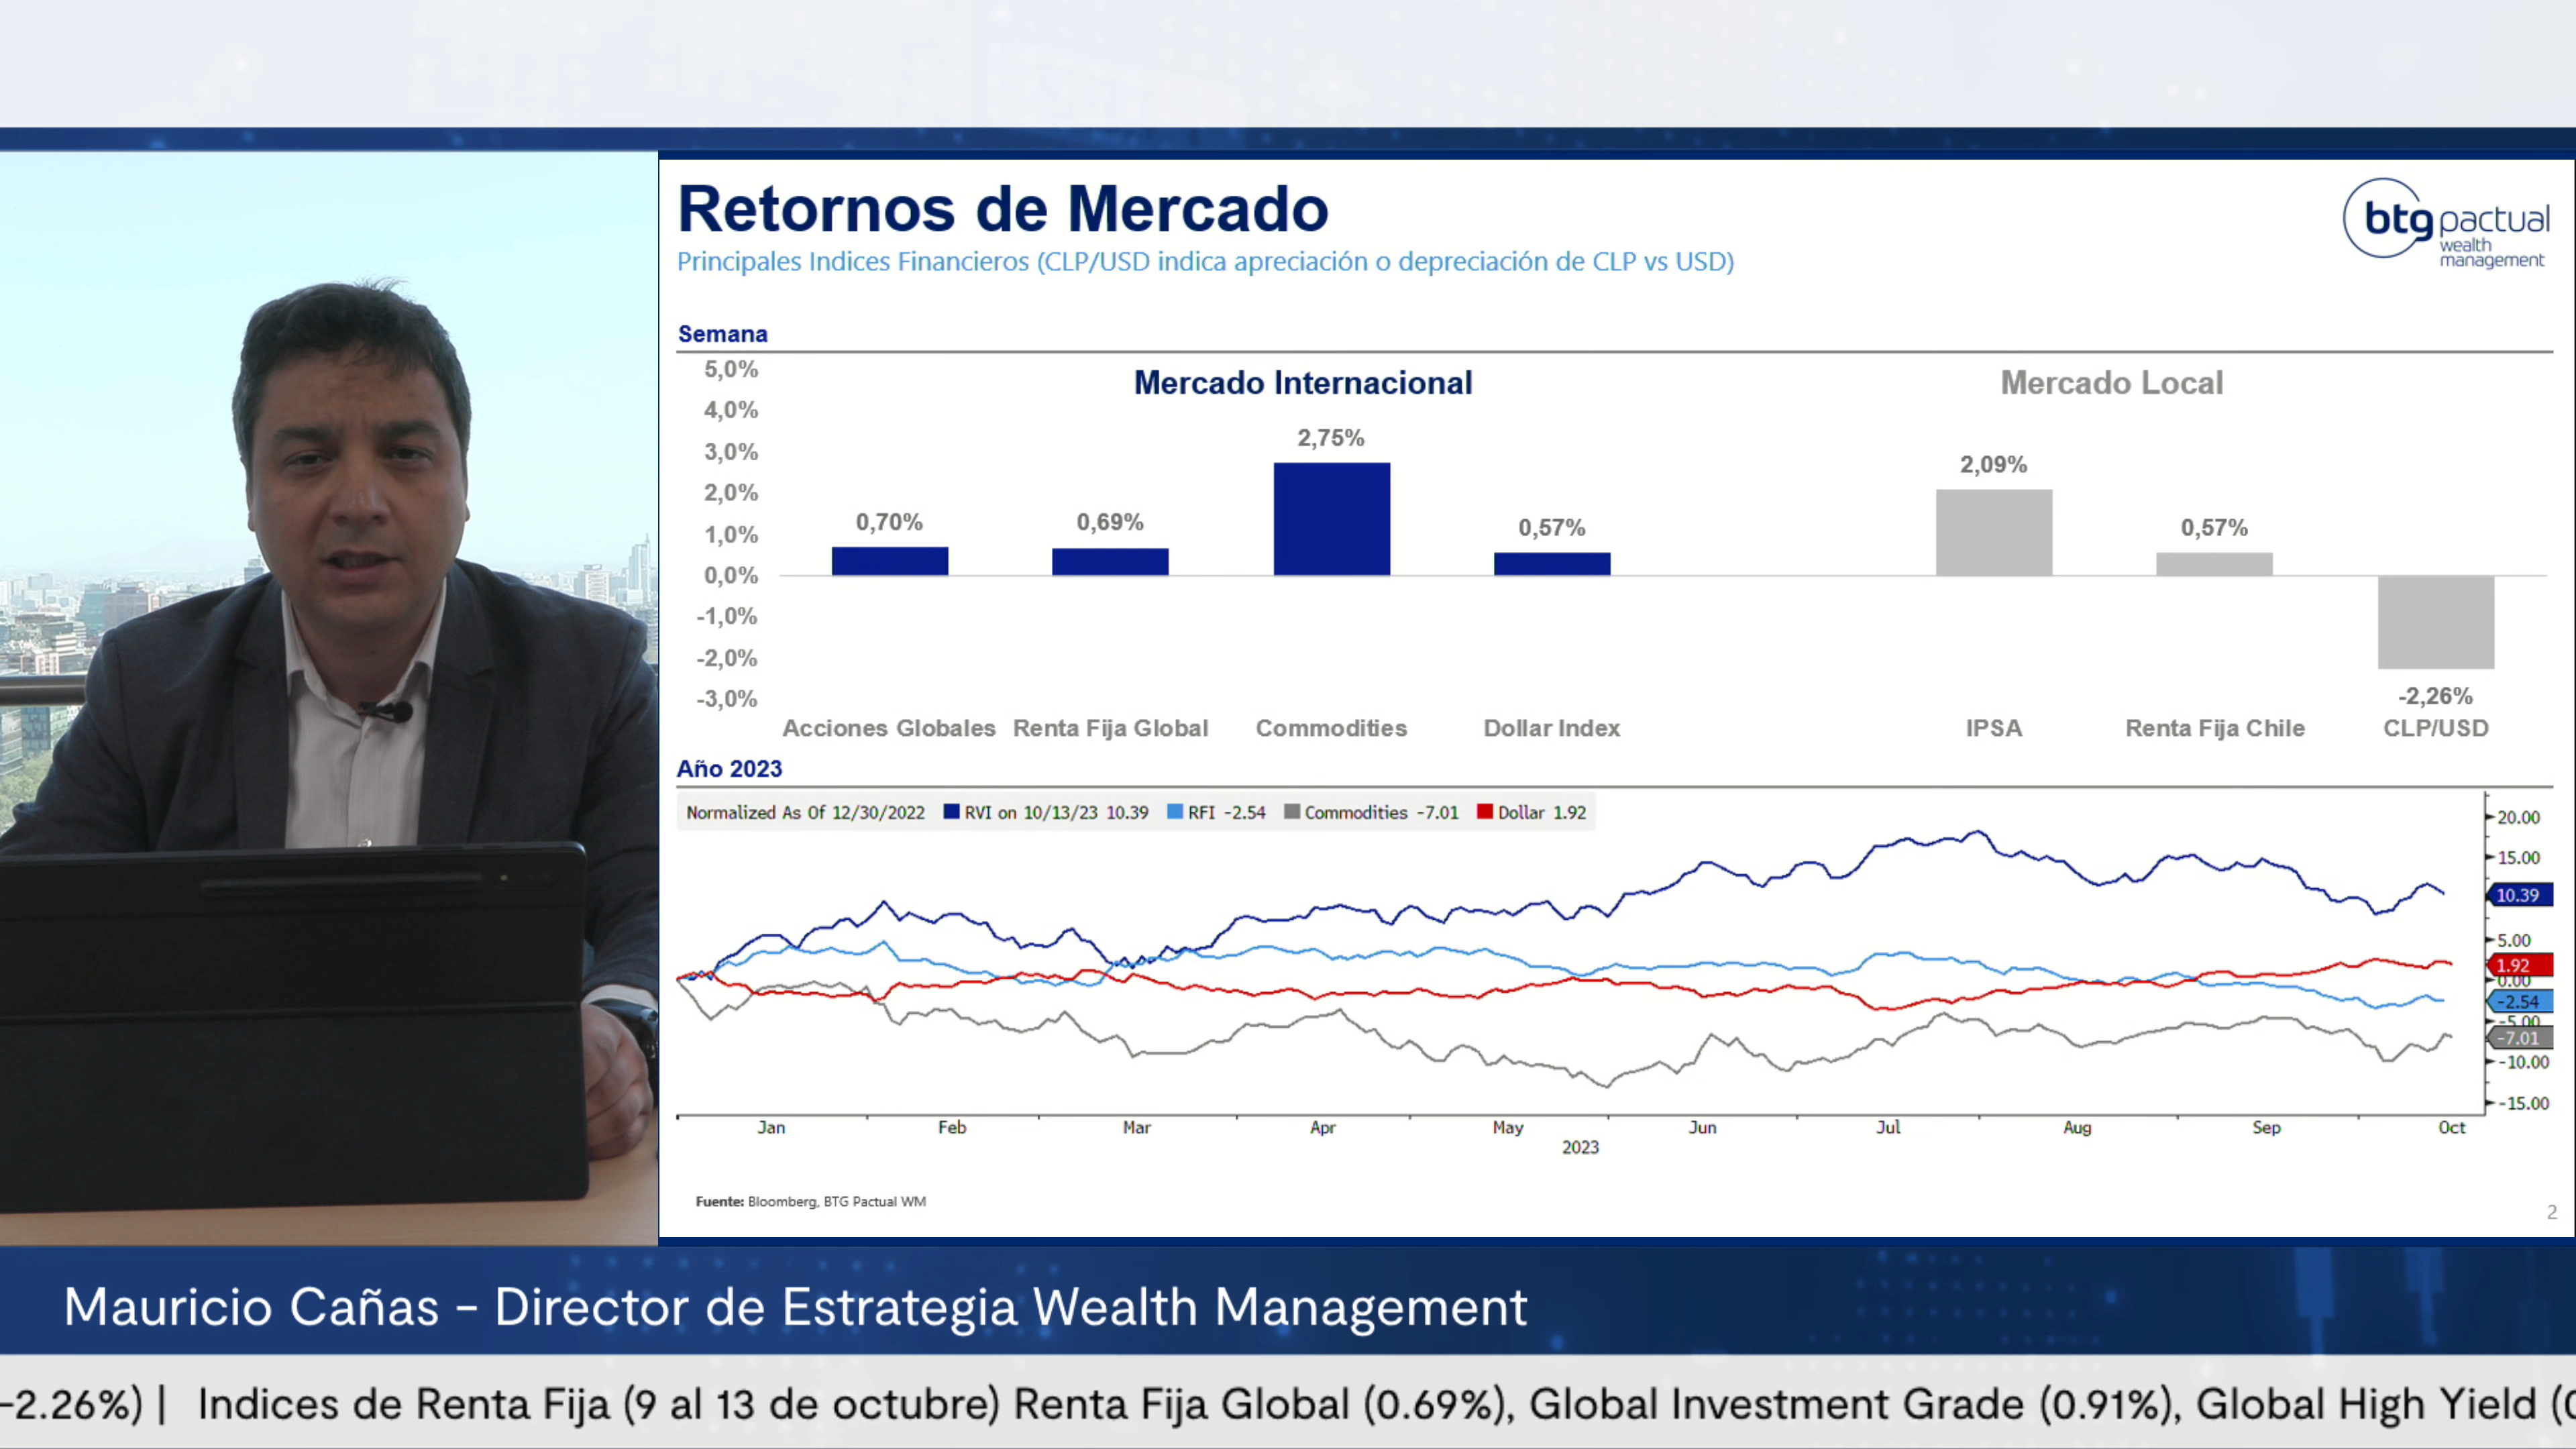 Retornos de Mercado
Principales Indices Financieros (CLP/USD indica apreciación o depreciación de CLP vs USD)
btg pactual
wealth
management
Semana
Mercado Internacional
Mercado Local
5,0%
4,0%
3,0%
2,0%
1,0%
0,0%
-1,0%
-2,0%
-3,0%
0,70%
0,69%
2,75%
0,57%
2,09%
0,57%
-2,26%
Acciones Globales Renta Fija Global Commodities Dollar Index IPSA Renta Fija Chile CLP/USD
Año 2023
Normalized As Of 12/30/2022 RVI on 10/13/23 10.39 RFI -2.54 Commodities -7.01 Dollar 1.92
20.00
15.00
10.39
5.00
1.92
0.00
-2.54
-5.00
-7.01
-10.00
-15.00
Jan Feb Mar Apr May Jun Jul Aug Sep Oct
2023
Fuente: Bloomberg, BTG Pactual WM
2
Mauricio Cañas - Director de Estrategia Wealth Management
-2.26%) | Indices de Renta Fija (9 al 13 de octubre) Renta Fija Global (0.69%), Global Investment Grade (0.91%), Global High Yield (